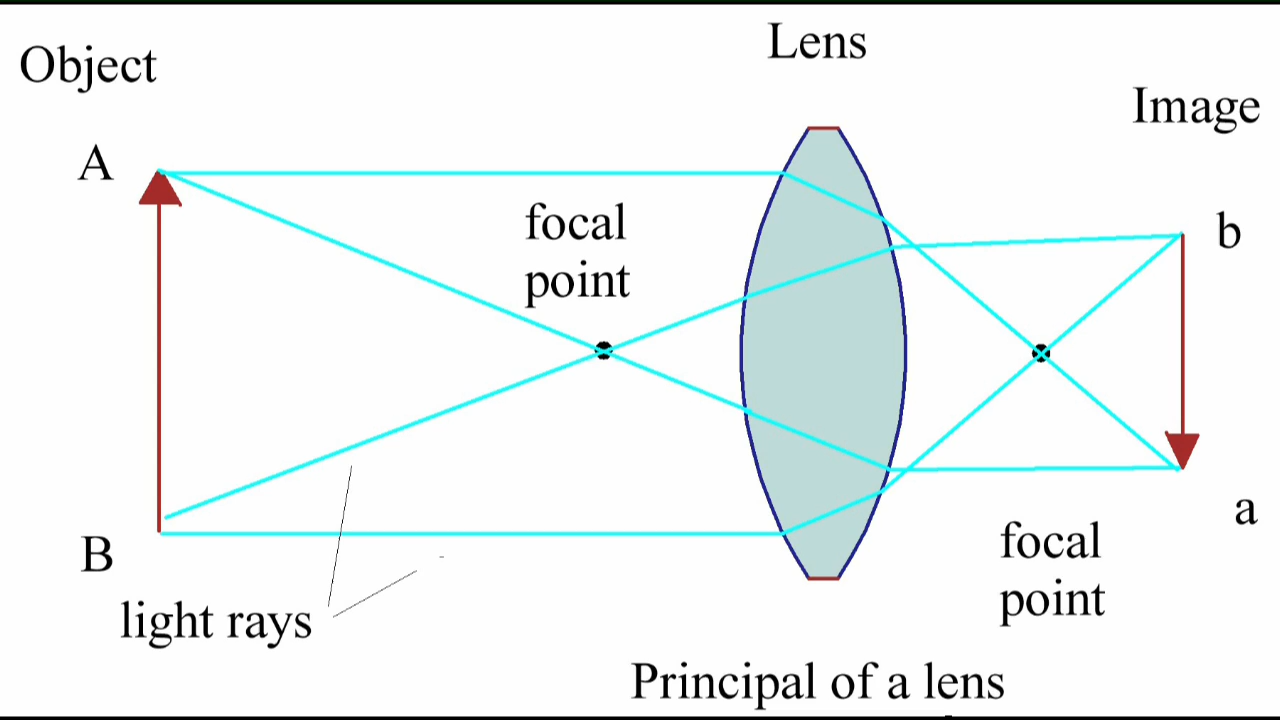 Lens
Object
Image
A
focal
point
b
a
B
focal
point
light rays
Principal of a lens